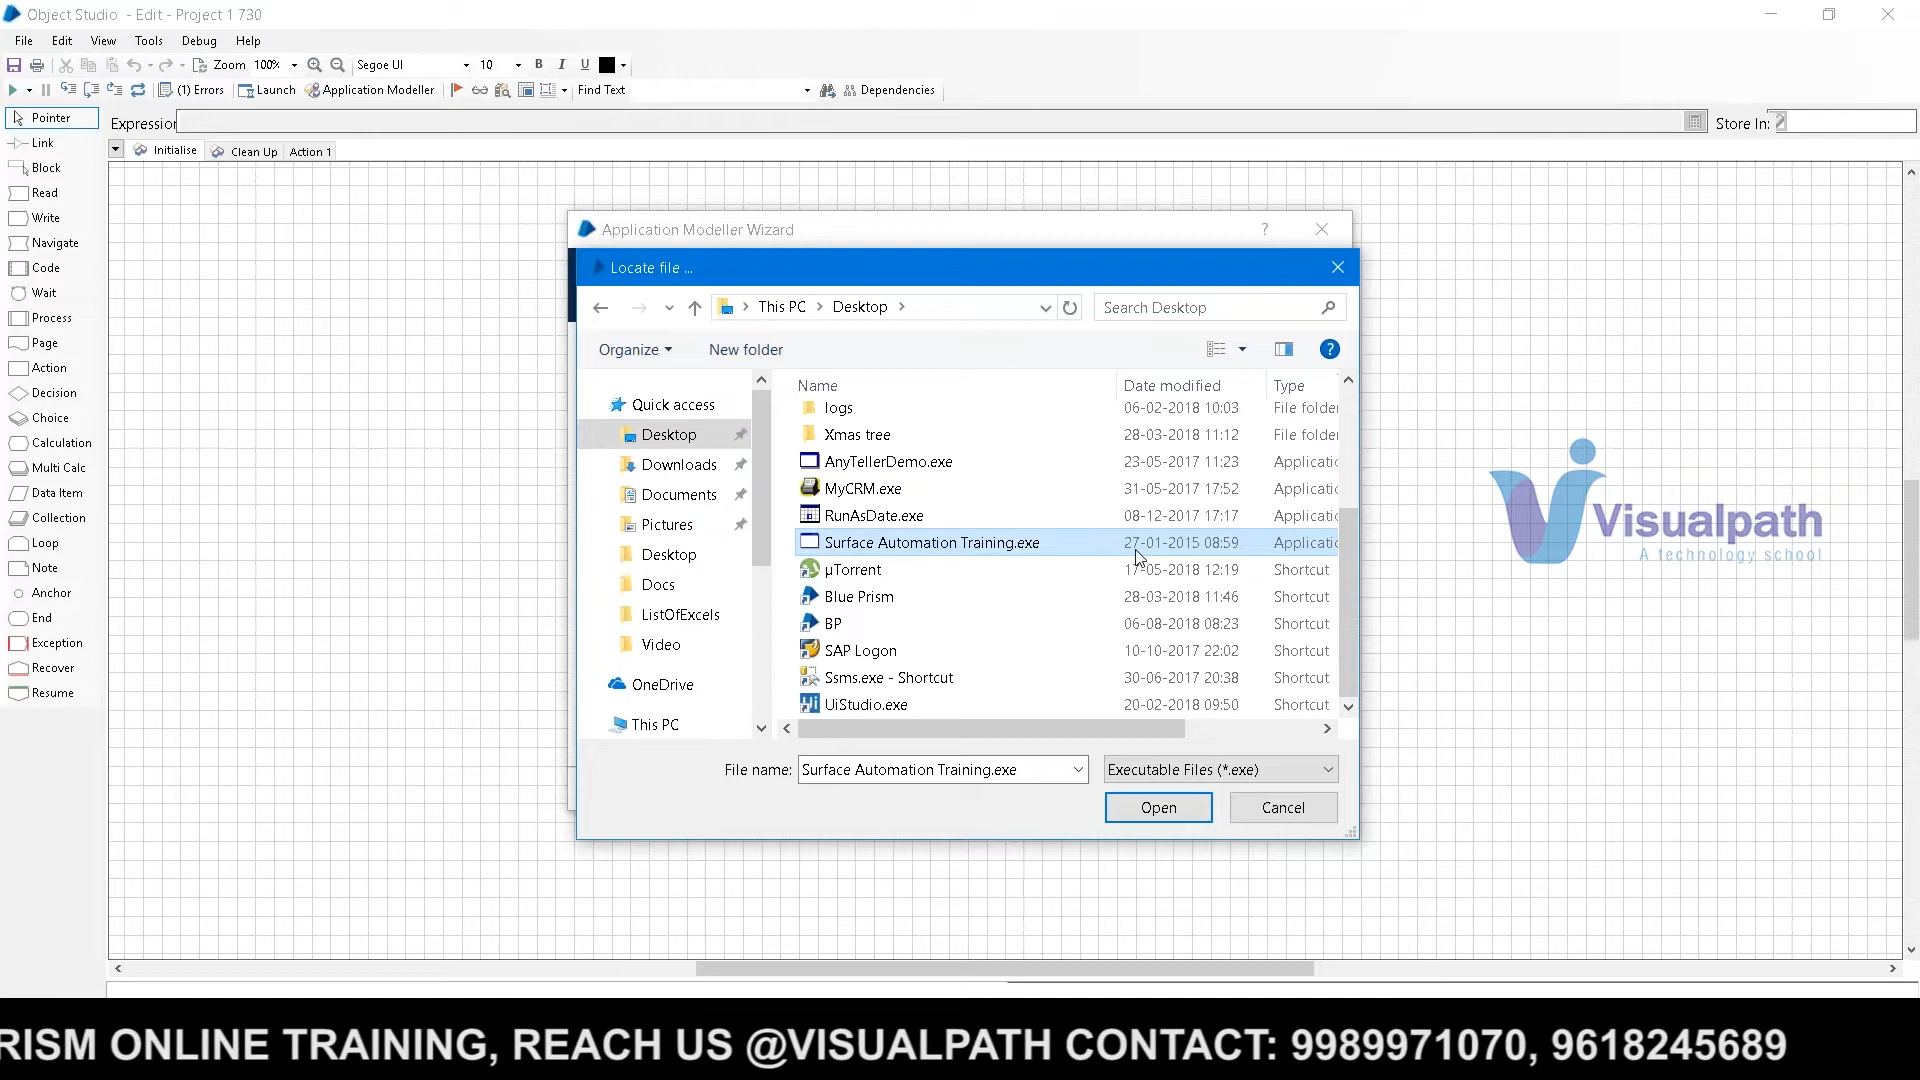 Object Studio - Edit - Project 1 730
File Edit View Tools Debug Help
Zoom 100% Segoe UI 10 B I U
(1) Errors Launch Application Modeller Find Text Dependencies
Pointer
Expression Store In:
Link
Initialise Clean Up Action 1
Block
Read
Write
Navigate
Code
Wait
Process
Page
Action
Decision
Choice
Calculation
Multi Calc
Data Item
Collection
Loop
Note
Anchor
End
Exception
Recover
Resume
Application Modeller Wizard ?
Locate file ...
This PC Desktop Search Desktop
Organize New folder ?
Quick access
Desktop
Downloads
Documents
Pictures
Desktop
Docs
ListOfExcels
Video
OneDrive
This PC
Name Date modified Type
logs 06-02-2018 10:03 File folder
Xmas tree 28-03-2018 11:12 File folder
AnyTellerDemo.exe 23-05-2017 11:23 Applicatic
MyCRM.exe 31-05-2017 17:52 Applicatic
RunAsDate.exe 08-12-2017 17:17 Applicatic
Surface Automation Training.exe 27-01-2015 08:59 Applicatic
µTorrent 17-05-2018 12:19 Shortcut
Blue Prism 28-03-2018 11:46 Shortcut
BP 06-08-2018 08:23 Shortcut
SAP Logon 10-10-2017 22:02 Shortcut
Ssms.exe - Shortcut 30-06-2017 20:38 Shortcut
UiStudio.exe 20-02-2018 09:50 Shortcut
File name: Surface Automation Training.exe Executable Files (*.exe)
Open Cancel
Visualpath
A technology school
RISM ONLINE TRAINING, REACH US @VISUALPATH CONTACT: 9989971070, 9618245689